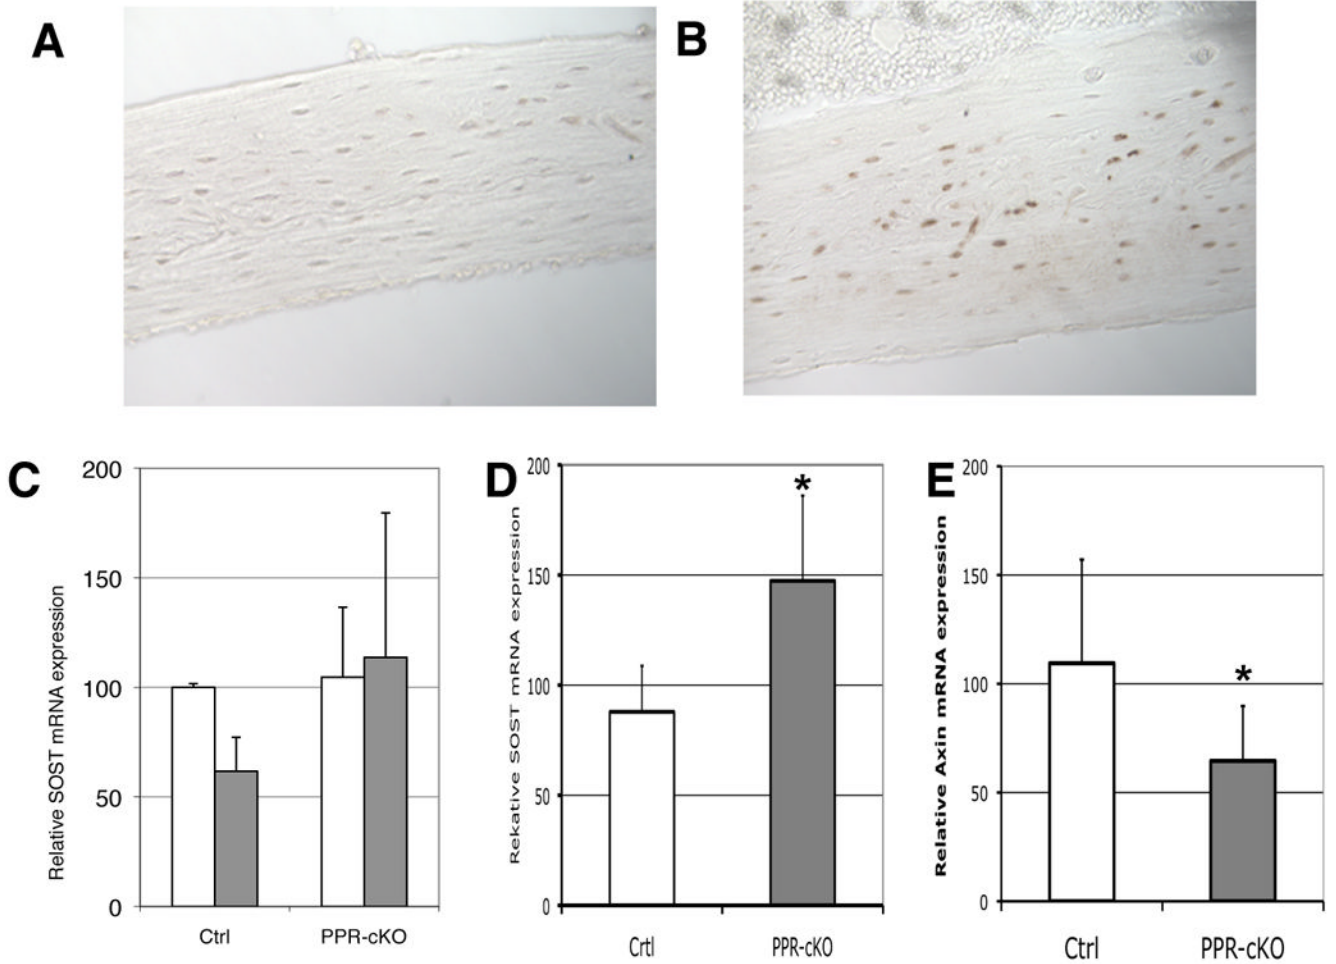 A
B
C
Relative SOST mRNA expression
200
150
100
50
0
Ctrl
PPR-cKO
D
Rekative SOST mRNA expression
200
150
100
50
0
*
Crtl
PPR-cKO
E
Relative Axin mRNA expression
200
150
100
50
0
*
Ctrl
PPR-cKO